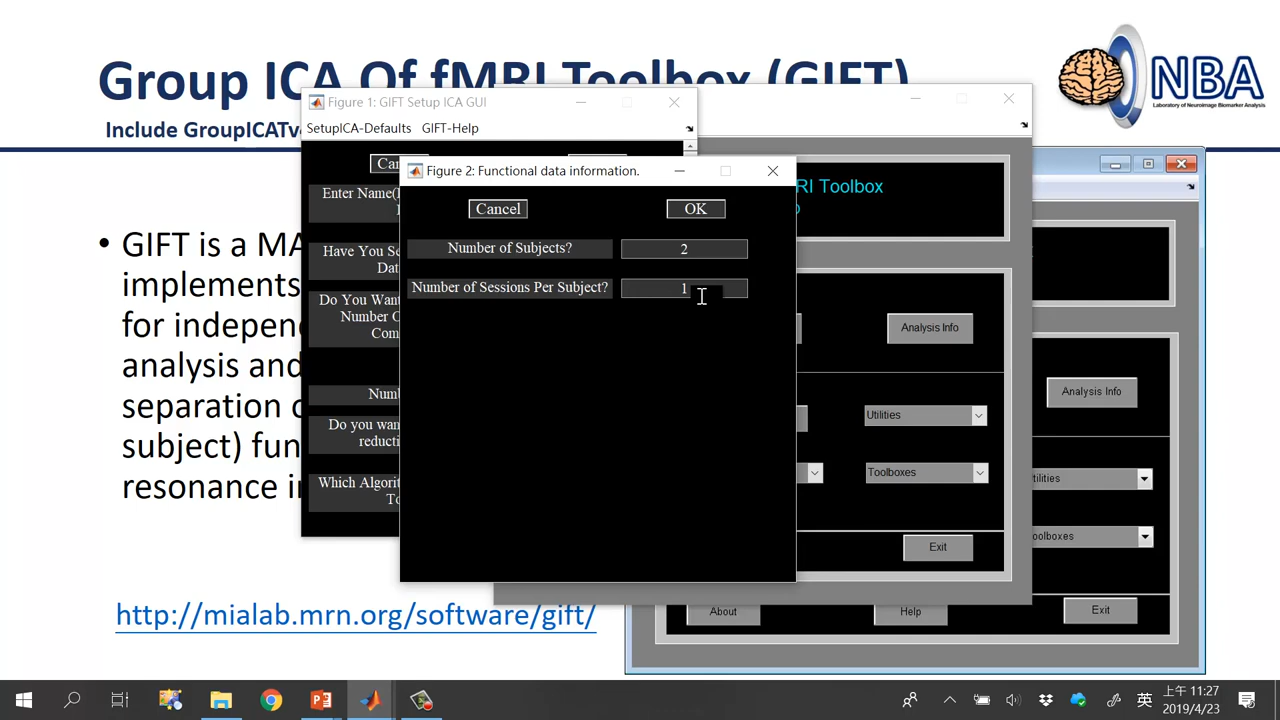 Group ICA Of fMRI Toolbox (GIFT)
NBA
Laboratory of Neuroimage Biomarker Analysis
Include GroupICATv
Figure 1: GIFT Setup ICA GUI
SetupICA-Defaults GIFT-Help
Figure 2: Functional data information.
Cancel OK
Number of Subjects? 2
Number of Sessions Per Subject? 1
Enter Name(
Have You Se
Dat
Do You Want
Number O
Com
Numb
Do you want
reducti
Which Algorit
To
RI Toolbox
Analysis Info
Utilities
Toolboxes
Exit
Analysis Info
tilities
oolboxes
About Help Exit
• GIFT is a MA
implements
for independ
analysis and
separation o
subject) fun
resonance i
http://mialab.mrn.org/software/gift/
英
上午 11:27
2019/4/23